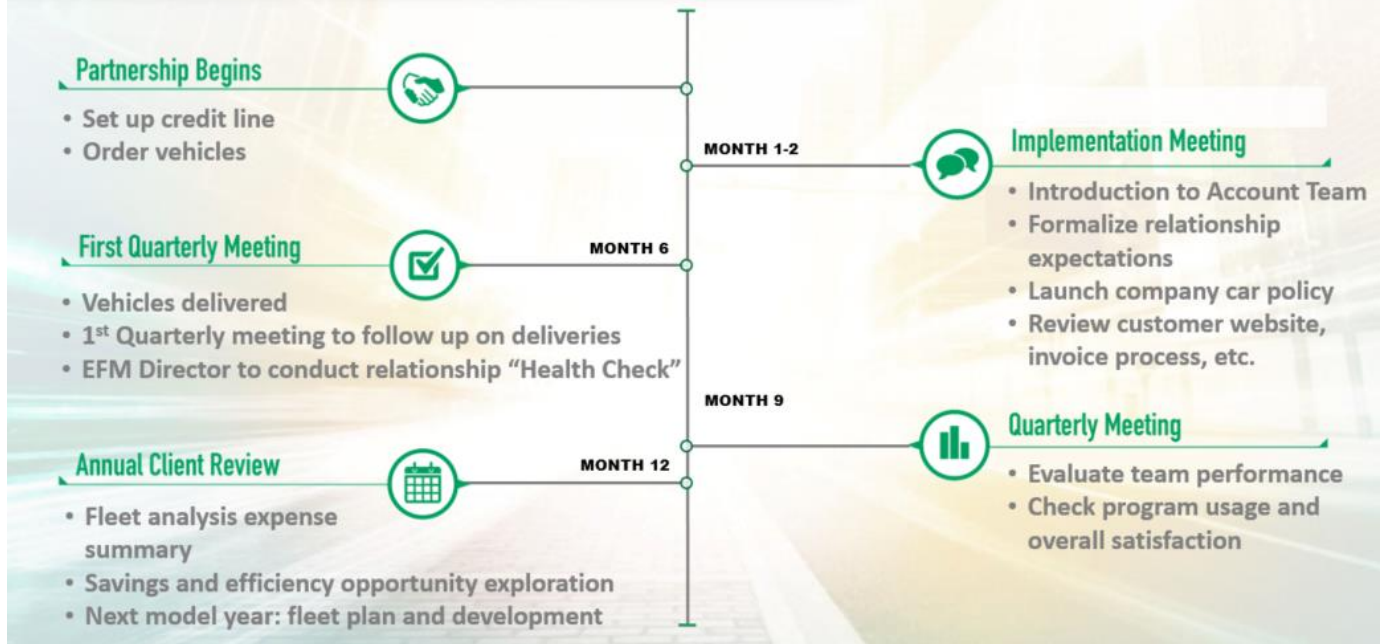 Partnership Begins
• Set up credit line
• Order vehicles
MONTH 1-2
Implementation Meeting
• Introduction to Account Team
• Formalize relationship
expectations
• Launch company car policy
• Review customer website,
invoice process, etc.
First Quarterly Meeting
MONTH 6
• Vehicles delivered
• 1st Quarterly meeting to follow up on deliveries
• EFM Director to conduct relationship “Health Check”
MONTH 9
Quarterly Meeting
• Evaluate team performance
• Check program usage and
overall satisfaction
Annual Client Review
MONTH 12
• Fleet analysis expense
summary
• Savings and efficiency opportunity exploration
• Next model year: fleet plan and development